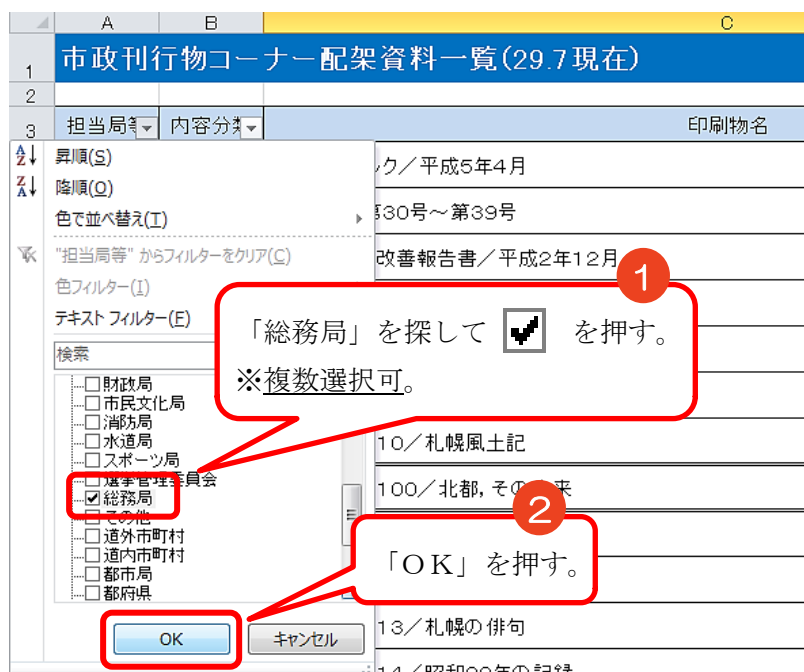 A B C
1 市政刊行物コーナー配架資料一覧(29.7現在)
2
3 担当局等 内容分類 印刷物名
昇順(S)
降順(O)
色で並べ替え(T)
"担当局等" からフィルターをクリア(C)
色フィルター(I)
テキスト フィルター(F)
検索
財政局
市民文化局
消防局
水道局
スポーツ局
選挙管理委員会
総務局
その他
道外市町村
道内市町村
都市局
都府県
OK キャンセル
ク／平成5年4月
第30号～第39号
改善報告書／平成2年12月
1
「総務局」を探して を押す。
※複数選択可。
10／札幌風土記
100／北都,その 来
2
「ＯＫ」を押す。
13／札幌の俳句